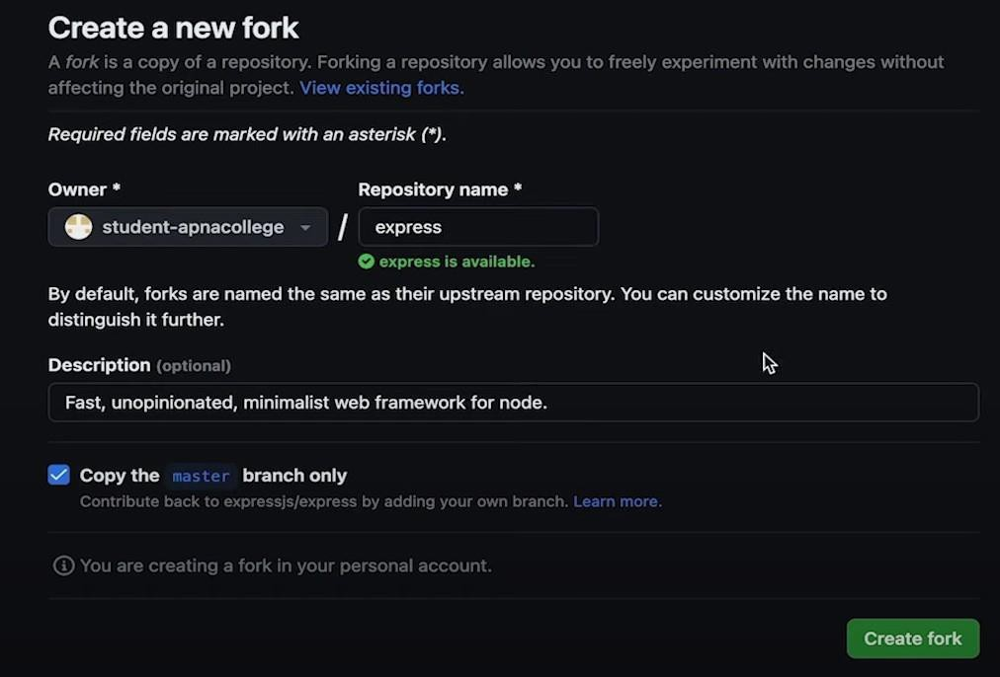 Create a new fork
A fork is a copy of a repository. Forking a repository allows you to freely experiment with changes without
affecting the original project. View existing forks.
Required fields are marked with an asterisk (*).
Owner *
Repository name *
student-apnacollege
/
express
express is available.
By default, forks are named the same as their upstream repository. You can customize the name to
distinguish it further.
Description (optional)
Fast, unopinionated, minimalist web framework for node.
Copy the master branch only
Contribute back to expressjs/express by adding your own branch. Learn more.
You are creating a fork in your personal account.
Create fork